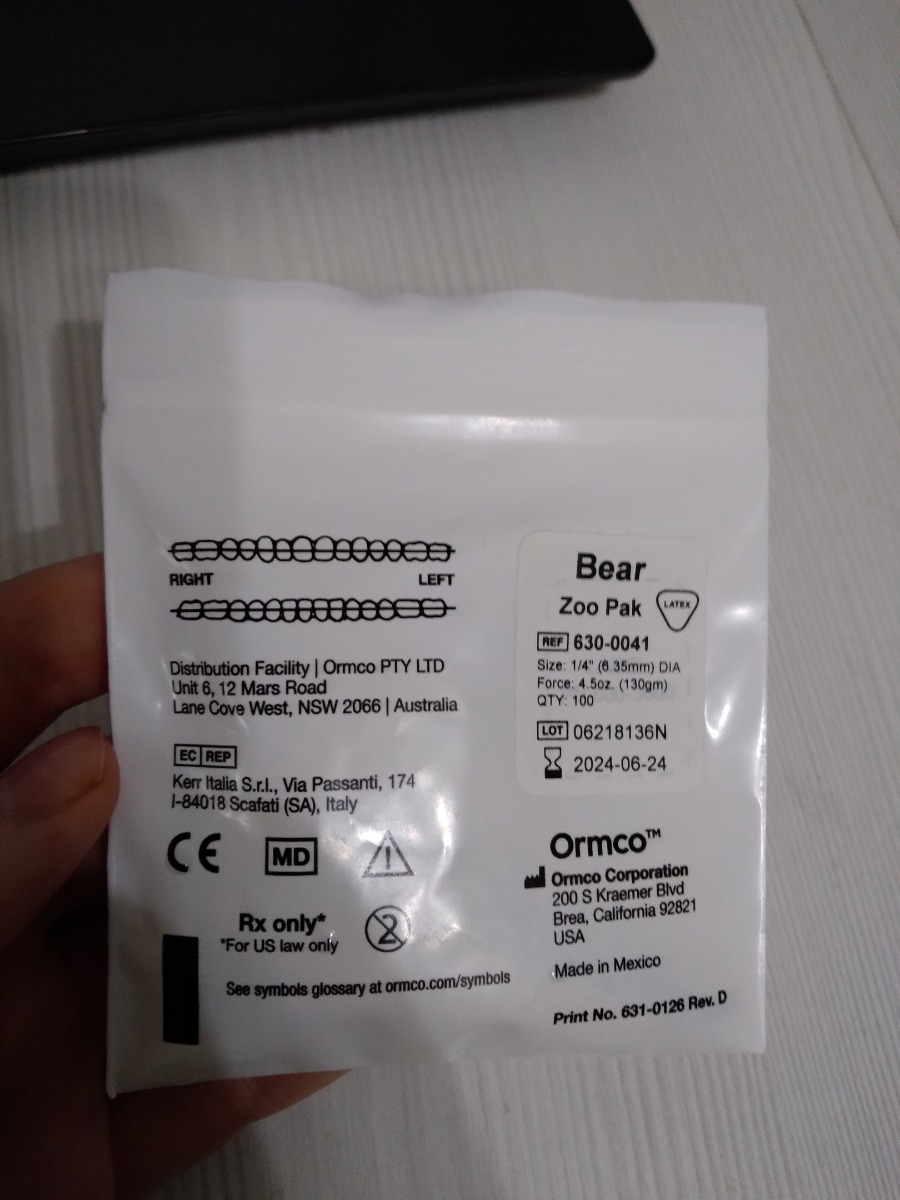 RIGHT LEFT
Distribution Facility | Ormco PTY LTD
Unit 6, 12 Mars Road
Lane Cove West, NSW 2066 | Australia
EC REP
Kerr Italia S.r.l., Via Passanti, 174
I-84018 Scafati (SA), Italy
CE MD
Rx only*
*For US law only
2
See symbols glossary at ormco.com/symbols
Bear
Zoo Pak LATEX
REF 630-0041
Size: 1/4" (6.35mm) DIA
Force: 4.5oz. (130gm)
QTY: 100
LOT 06218136N
2024-06-24
Ormco™
Ormco Corporation
200 S Kraemer Blvd
Brea, California 92821
USA
Made in Mexico
Print No. 631-0126 Rev. D